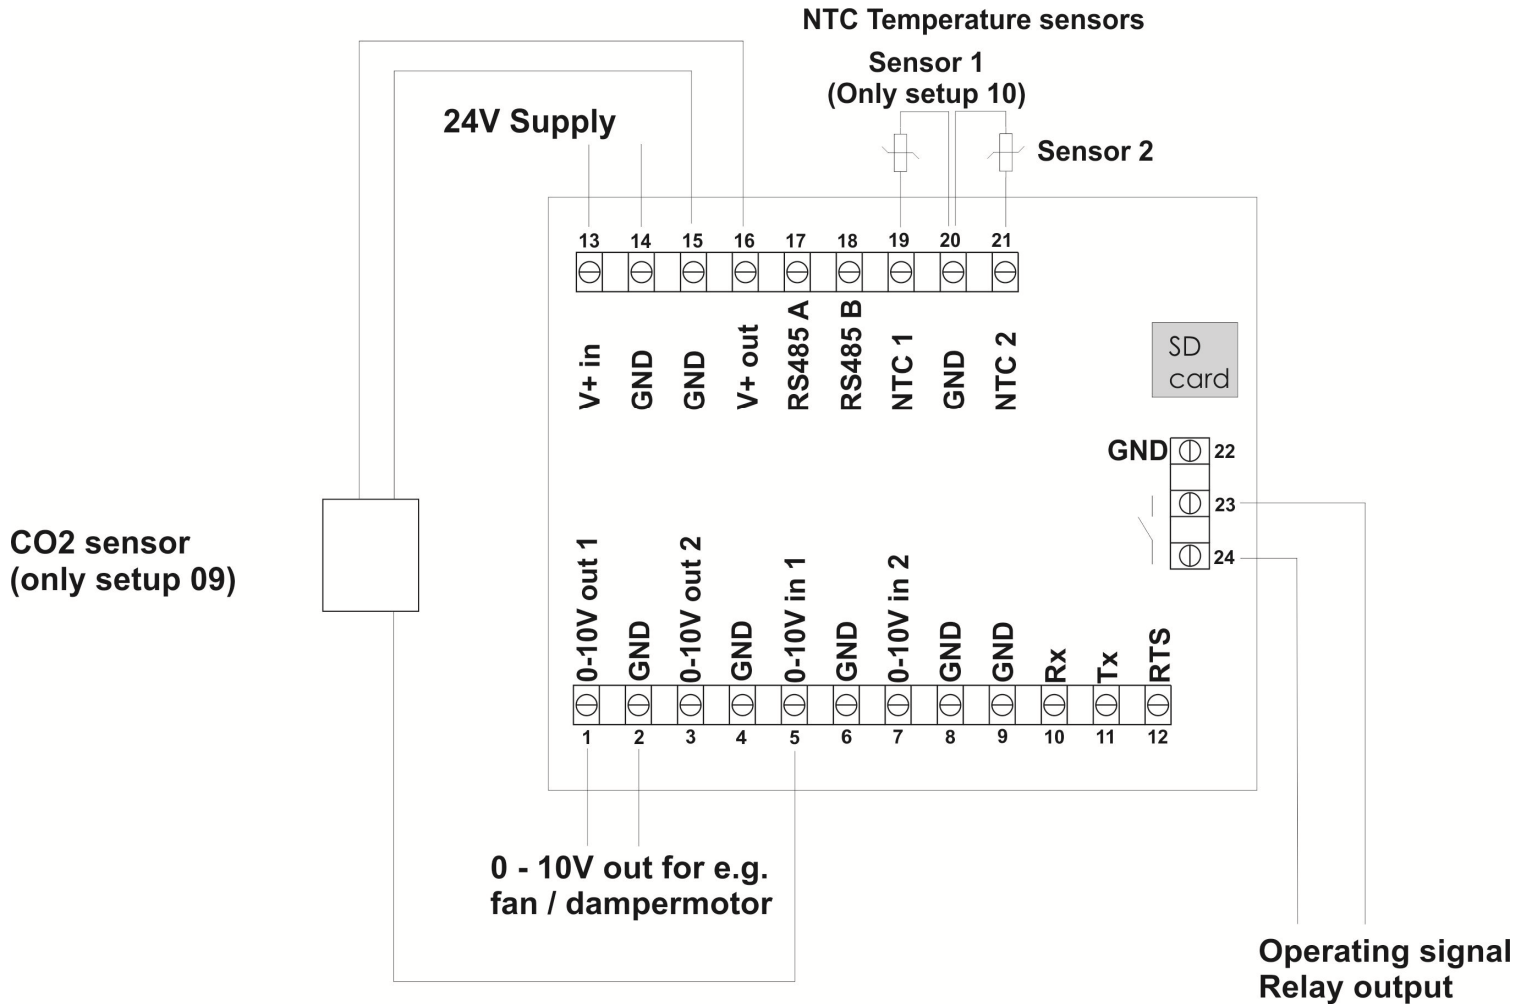 NTC Temperature sensors
Sensor 1
(Only setup 10)
24V Supply
Sensor 2
13 14 15 16 17 18 19 20 21
V+ in
GND
GND
V+ out
RS485 A
RS485 B
NTC 1
GND
NTC 2
SD
card
GND 22
23
24
CO2 sensor
(only setup 09)
0-10V out 1
GND
0-10V out 2
GND
0-10V in 1
GND
0-10V in 2
GND
GND
Rx
Tx
RTS
1 2 3 4 5 6 7 8 9 10 11 12
0 - 10V out for e.g.
fan / dampermotor
Operating signal
Relay output